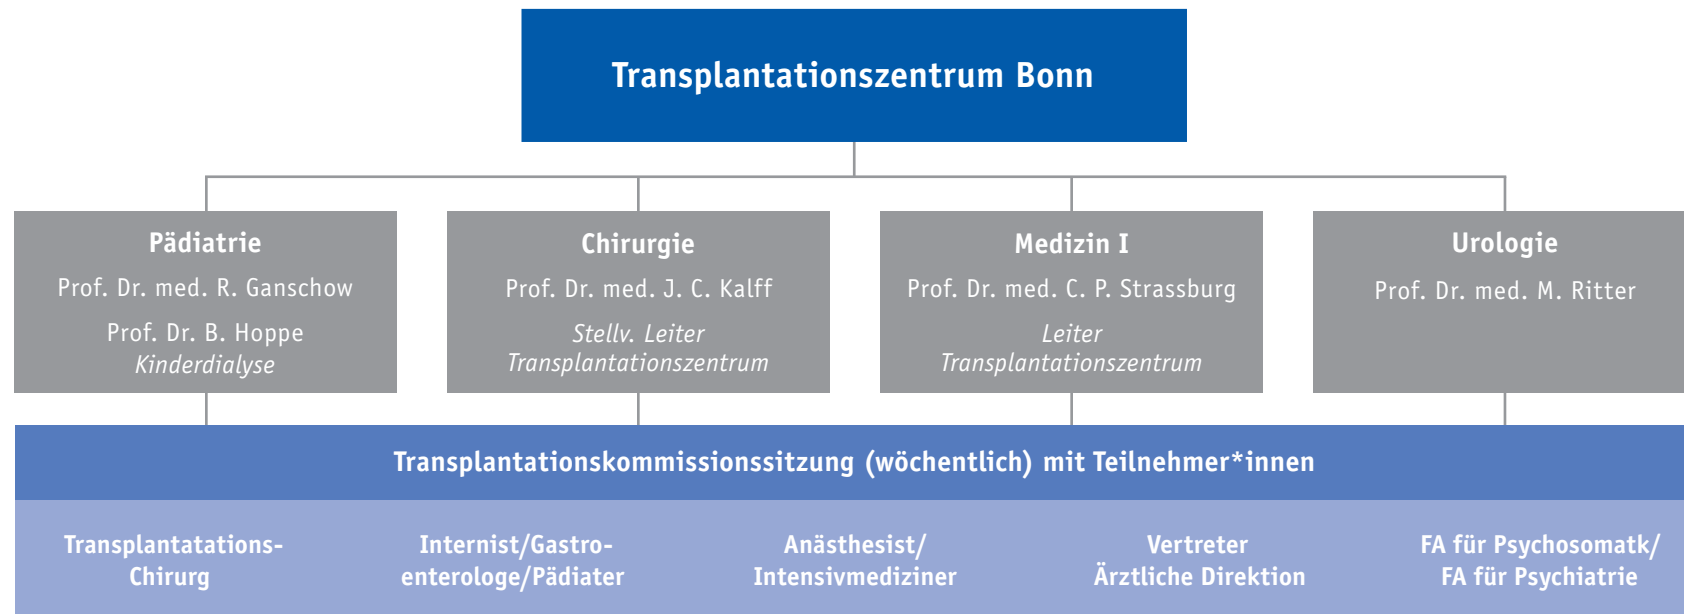 Transplantationszentrum Bonn
Pädiatrie
Prof. Dr. med. R. Ganschow
Prof. Dr. B. Hoppe
Kinderdialyse
Chirurgie
Prof. Dr. med. J. C. Kalff
Stellv. Leiter
Transplantationszentrum
Medizin I
Prof. Dr. med. C. P. Strassburg
Leiter
Transplantationszentrum
Urologie
Prof. Dr. med. M. Ritter
Transplantationskommissionssitzung (wöchentlich) mit Teilnehmer*innen
Transplantatations-
Chirurg
Internist/Gastro-
enterologe/Pädiater
Anästhesist/
Intensivmediziner
Vertreter
Ärztliche Direktion
FA für Psychosomatk/
FA für Psychiatrie